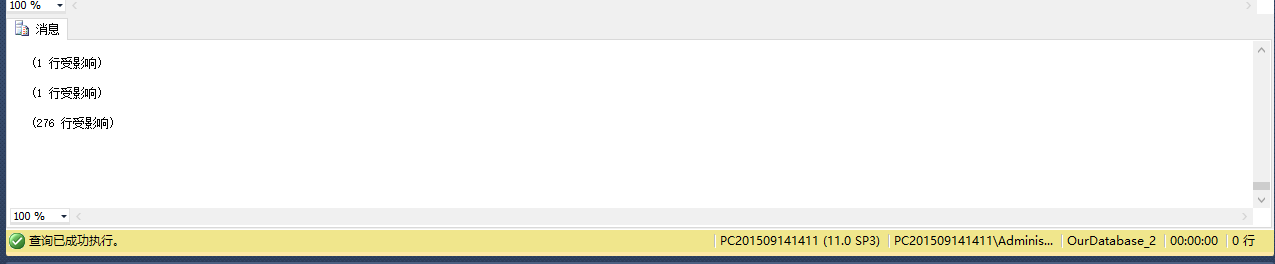 100 %
消息
(1 行受影响)
(1 行受影响)
(276 行受影响)
100 %
查询已成功执行。 PC201509141411 (11.0 SP3) PC201509141411\Adminis... OurDatabase_2 00:00:00 0 行